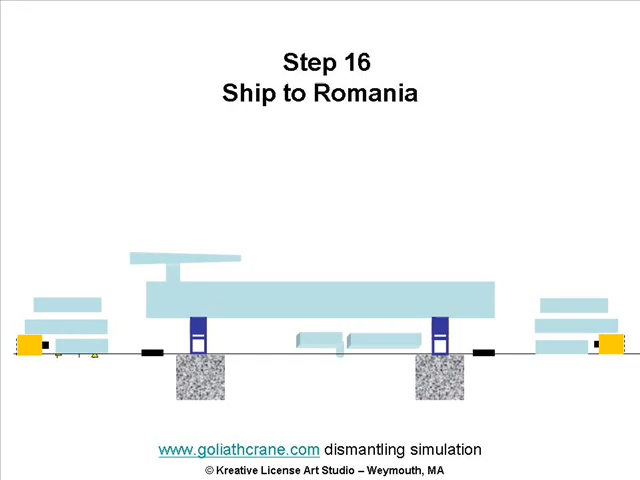 Step 16
Ship to Romania
www.goliathcrane.com dismantling simulation
© Kreative License Art Studio – Weymouth, MA